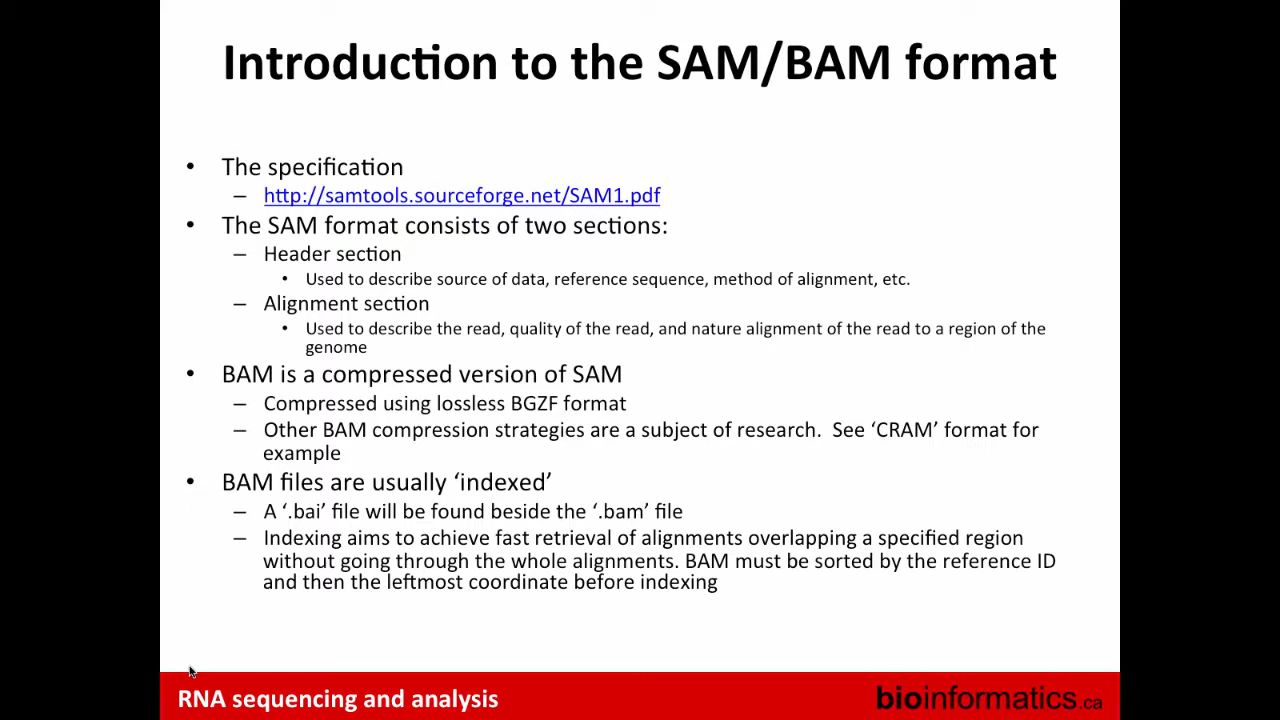 Introduction to the SAM/BAM format
• The specification
– http://samtools.sourceforge.net/SAM1.pdf
• The SAM format consists of two sections:
– Header section
• Used to describe source of data, reference sequence, method of alignment, etc.
– Alignment section
• Used to describe the read, quality of the read, and nature alignment of the read to a region of the
genome
• BAM is a compressed version of SAM
– Compressed using lossless BGZF format
– Other BAM compression strategies are a subject of research. See ‘CRAM’ format for
example
• BAM files are usually ‘indexed’
– A ‘.bai’ file will be found beside the ‘.bam’ file
– Indexing aims to achieve fast retrieval of alignments overlapping a specified region
without going through the whole alignments. BAM must be sorted by the reference ID
and then the leftmost coordinate before indexing
RNA sequencing and analysis
bioinformatics.ca